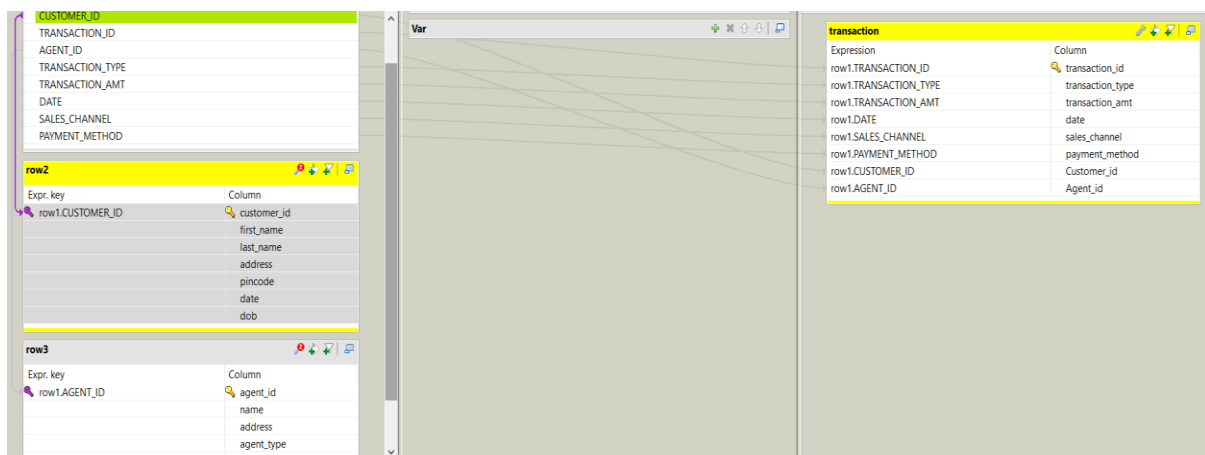 CUSTOMER_ID
TRANSACTION_ID
AGENT_ID
TRANSACTION_TYPE
TRANSACTION_AMT
DATE
SALES_CHANNEL
PAYMENT_METHOD
row2
Expr. key Column
row1.CUSTOMER_ID customer_id
first_name
last_name
address
pincode
date
dob
row3
Expr. key Column
row1.AGENT_ID agent_id
name
address
agent_type
Var
transaction
Expression Column
row1.TRANSACTION_ID transaction_id
row1.TRANSACTION_TYPE transaction_type
row1.TRANSACTION_AMT transaction_amt
row1.DATE date
row1.SALES_CHANNEL sales_channel
row1.PAYMENT_METHOD payment_method
row1.CUSTOMER_ID Customer_id
row1.AGENT_ID Agent_id